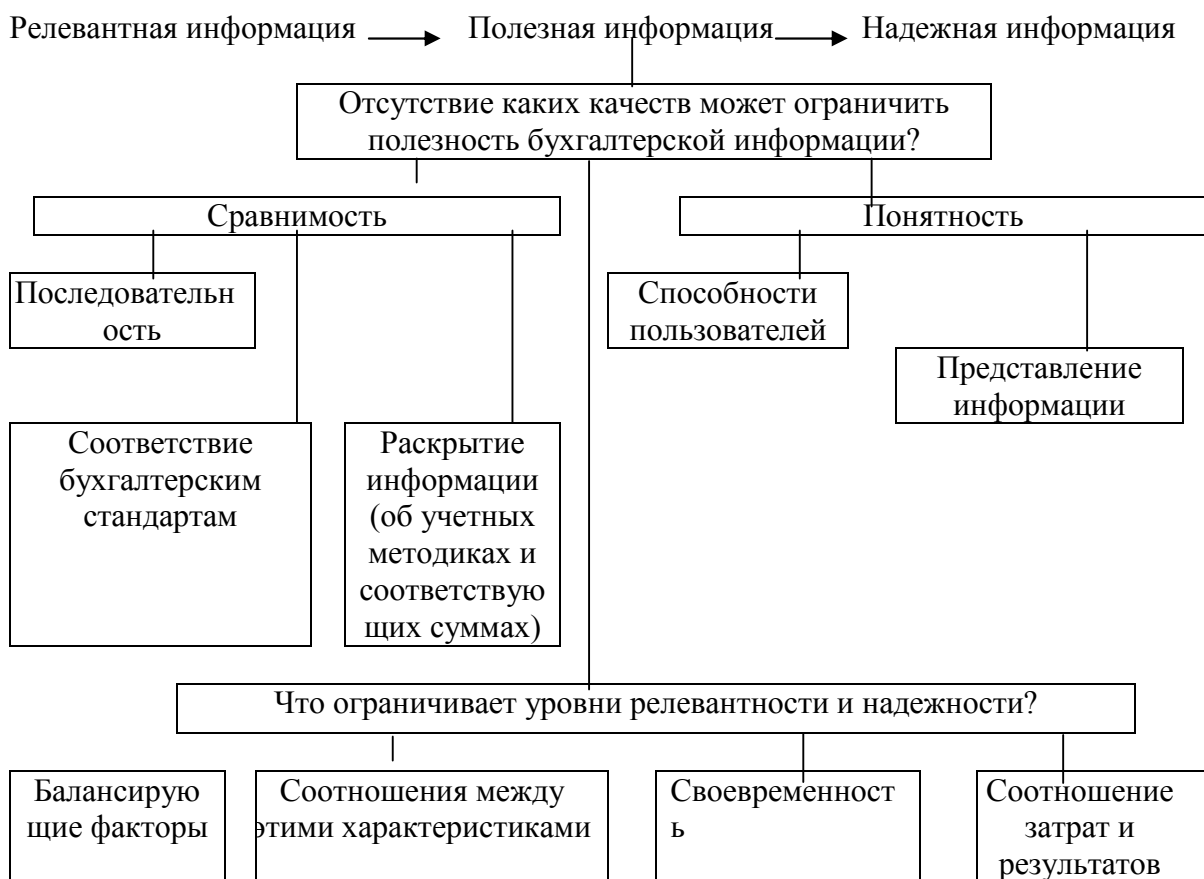 Релевантная информация Полезная информация Надежная информация
Отсутствие каких качеств может ограничить
полезность бухгалтерской информации?
Сравнимость
Понятность
Последовательн
ость
Способности
пользователей
Представление
информации
Соответствие
бухгалтерским
стандартам
Раскрытие
информации
(об учетных
методиках и
соответствую
щих суммах)
Что ограничивает уровни релевантности и надежности?
Балансирую
щие факторы
Соотношения между
этими характеристиками
Своевременност
ь
Соотношение
затрат и
результатов